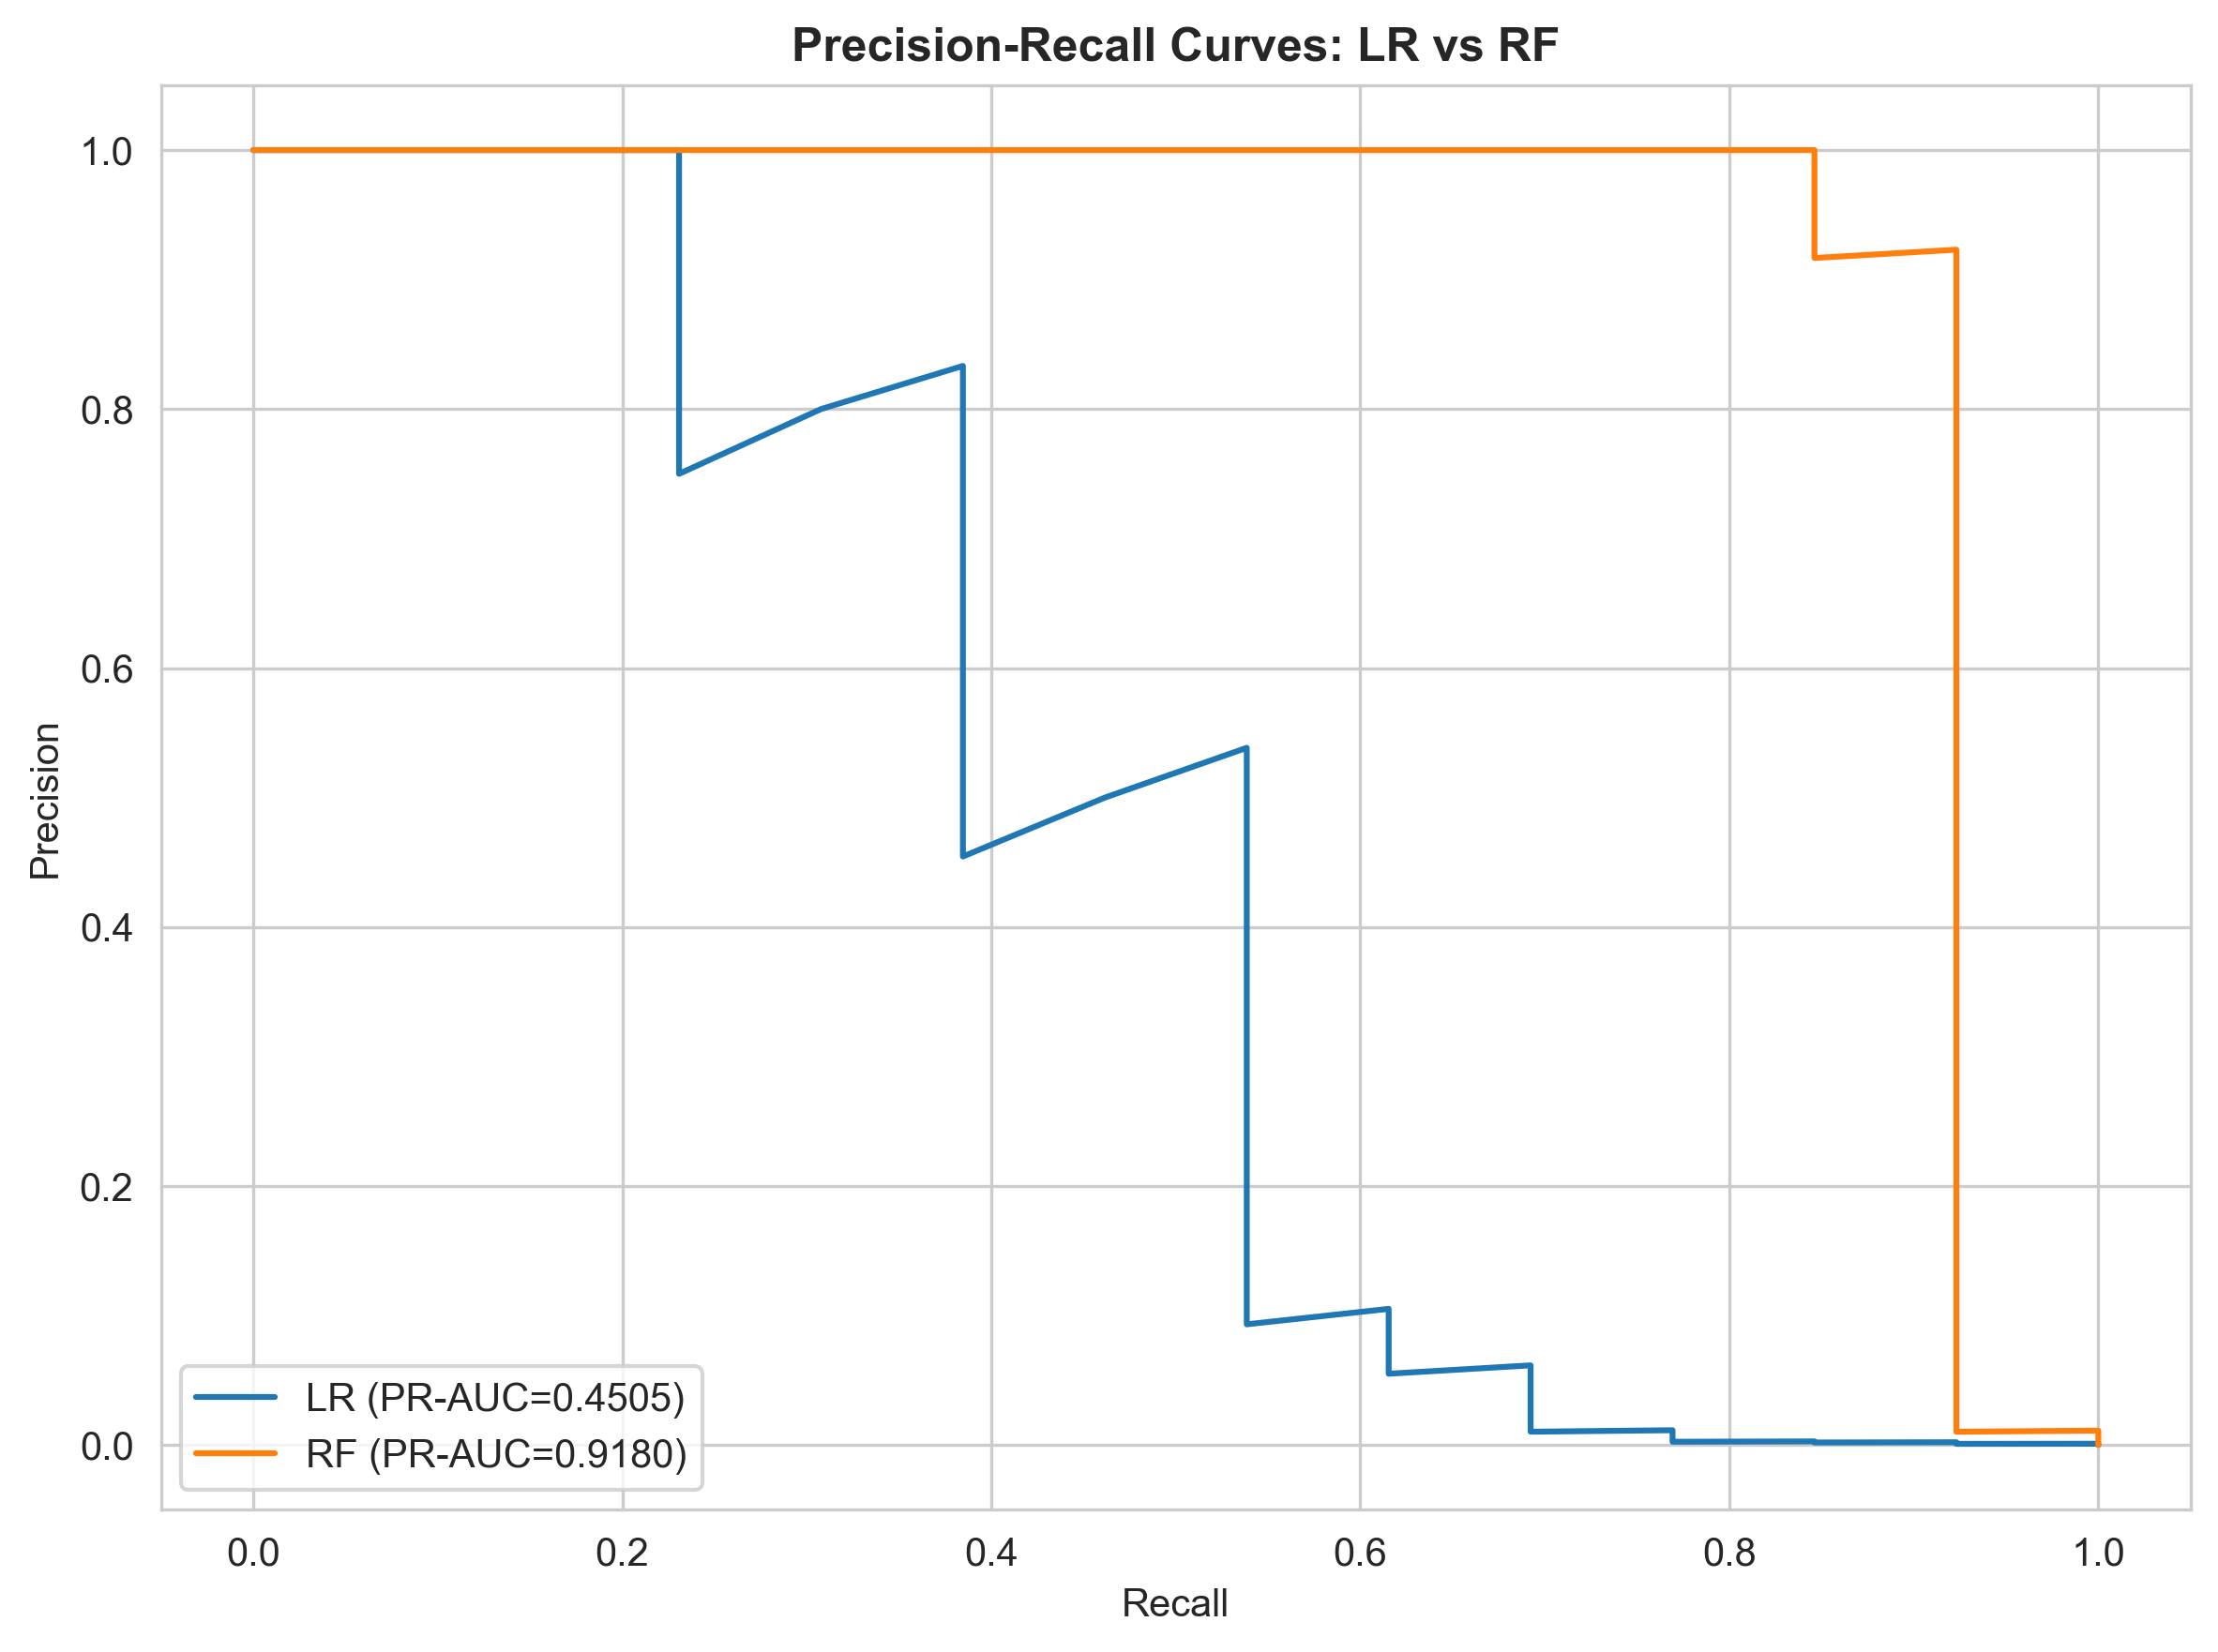 Precision-Recall Curves: LR vs RF
1.0
0.8
0.6
0.4
0.2
0.0
Precision
LR (PR-AUC=0.4505)
RF (PR-AUC=0.9180)
0.0 0.2 0.4 0.6 0.8 1.0
Recall